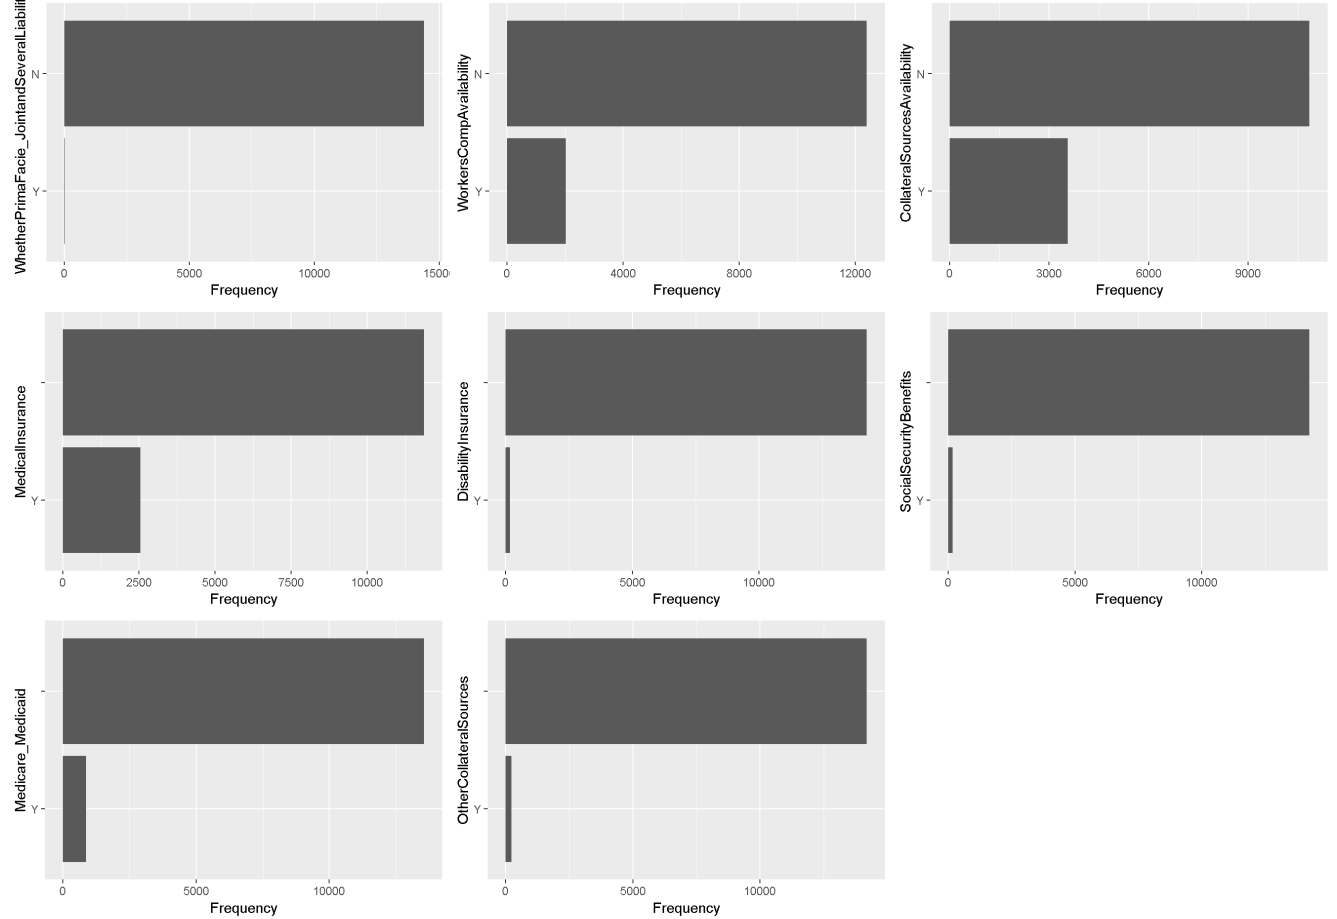 WhetherPrimaFacie_JointandSeveralLiabilit
N
Y
0 5000 10000 1500
Frequency
WorkersCompAvailability
N
Y
0 4000 8000 12000
Frequency
CollateralSourcesAvailability
N
Y
0 3000 6000 9000
Frequency
MedicalInsurance
Y
0 2500 5000 7500 10000
Frequency
DisabilityInsurance
Y
0 5000 10000
Frequency
SocialSecurityBenefits
Y
0 5000 10000
Frequency
Medicare_Medicaid
Y
0 5000 10000
Frequency
OtherCollateralSources
Y
0 5000 10000
Frequency